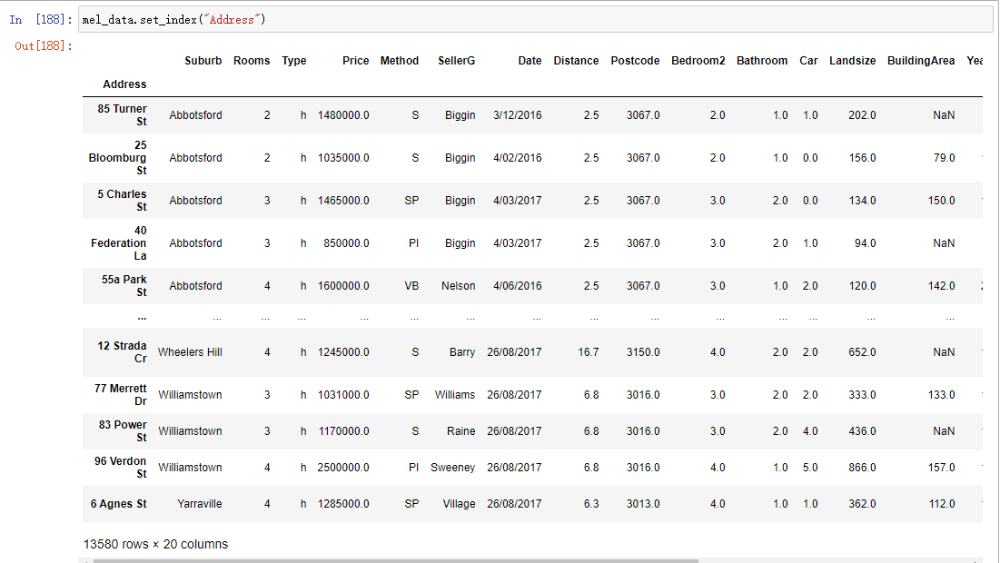 In [188]: mel_data.set_index("Address")
Out[188]:
Suburb Rooms Type Price Method SellerG Date Distance Postcode Bedroom2 Bathroom Car Landsize BuildingArea Yea
Address
85 Turner St Abbotsford 2 h 1480000.0 S Biggin 3/12/2016 2.5 3067.0 2.0 1.0 1.0 202.0 NaN
25 Bloomburg St Abbotsford 2 h 1035000.0 S Biggin 4/02/2016 2.5 3067.0 2.0 1.0 0.0 156.0 79.0
5 Charles St Abbotsford 3 h 1465000.0 SP Biggin 4/03/2017 2.5 3067.0 3.0 2.0 0.0 134.0 150.0
40 Federation La Abbotsford 3 h 850000.0 PI Biggin 4/03/2017 2.5 3067.0 3.0 2.0 1.0 94.0 NaN
55a Park St Abbotsford 4 h 1600000.0 VB Nelson 4/06/2016 2.5 3067.0 3.0 1.0 2.0 120.0 142.0
... ... ... ... ... ... ... ... ... ... ... ... ... ... ...
12 Strada Cr Wheelers Hill 4 h 1245000.0 S Barry 26/08/2017 16.7 3150.0 4.0 2.0 2.0 652.0 NaN
77 Merrett Dr Williamstown 3 h 1031000.0 SP Williams 26/08/2017 6.8 3016.0 3.0 2.0 2.0 333.0 133.0
83 Power St Williamstown 3 h 1170000.0 S Raine 26/08/2017 6.8 3016.0 3.0 2.0 4.0 436.0 NaN
96 Verdon St Williamstown 4 h 2500000.0 PI Sweeney 26/08/2017 6.8 3016.0 4.0 1.0 5.0 866.0 157.0
6 Agnes St Yarraville 4 h 1285000.0 SP Village 26/08/2017 6.3 3013.0 4.0 1.0 1.0 362.0 112.0
13580 rows × 20 columns